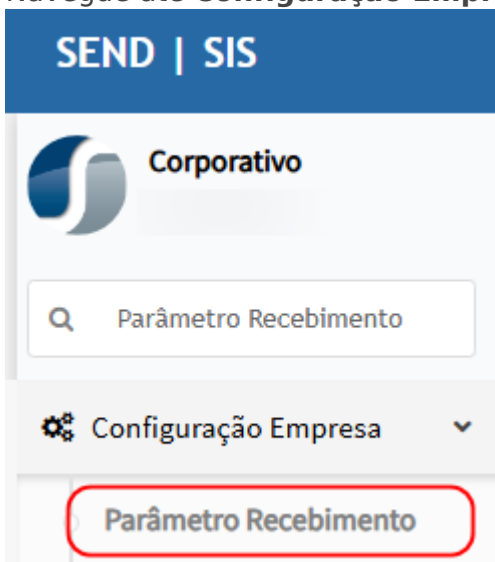 SEND | SIS
Corporativo
Parâmetro Recebimento
Configuração Empresa
Parâmetro Recebimento